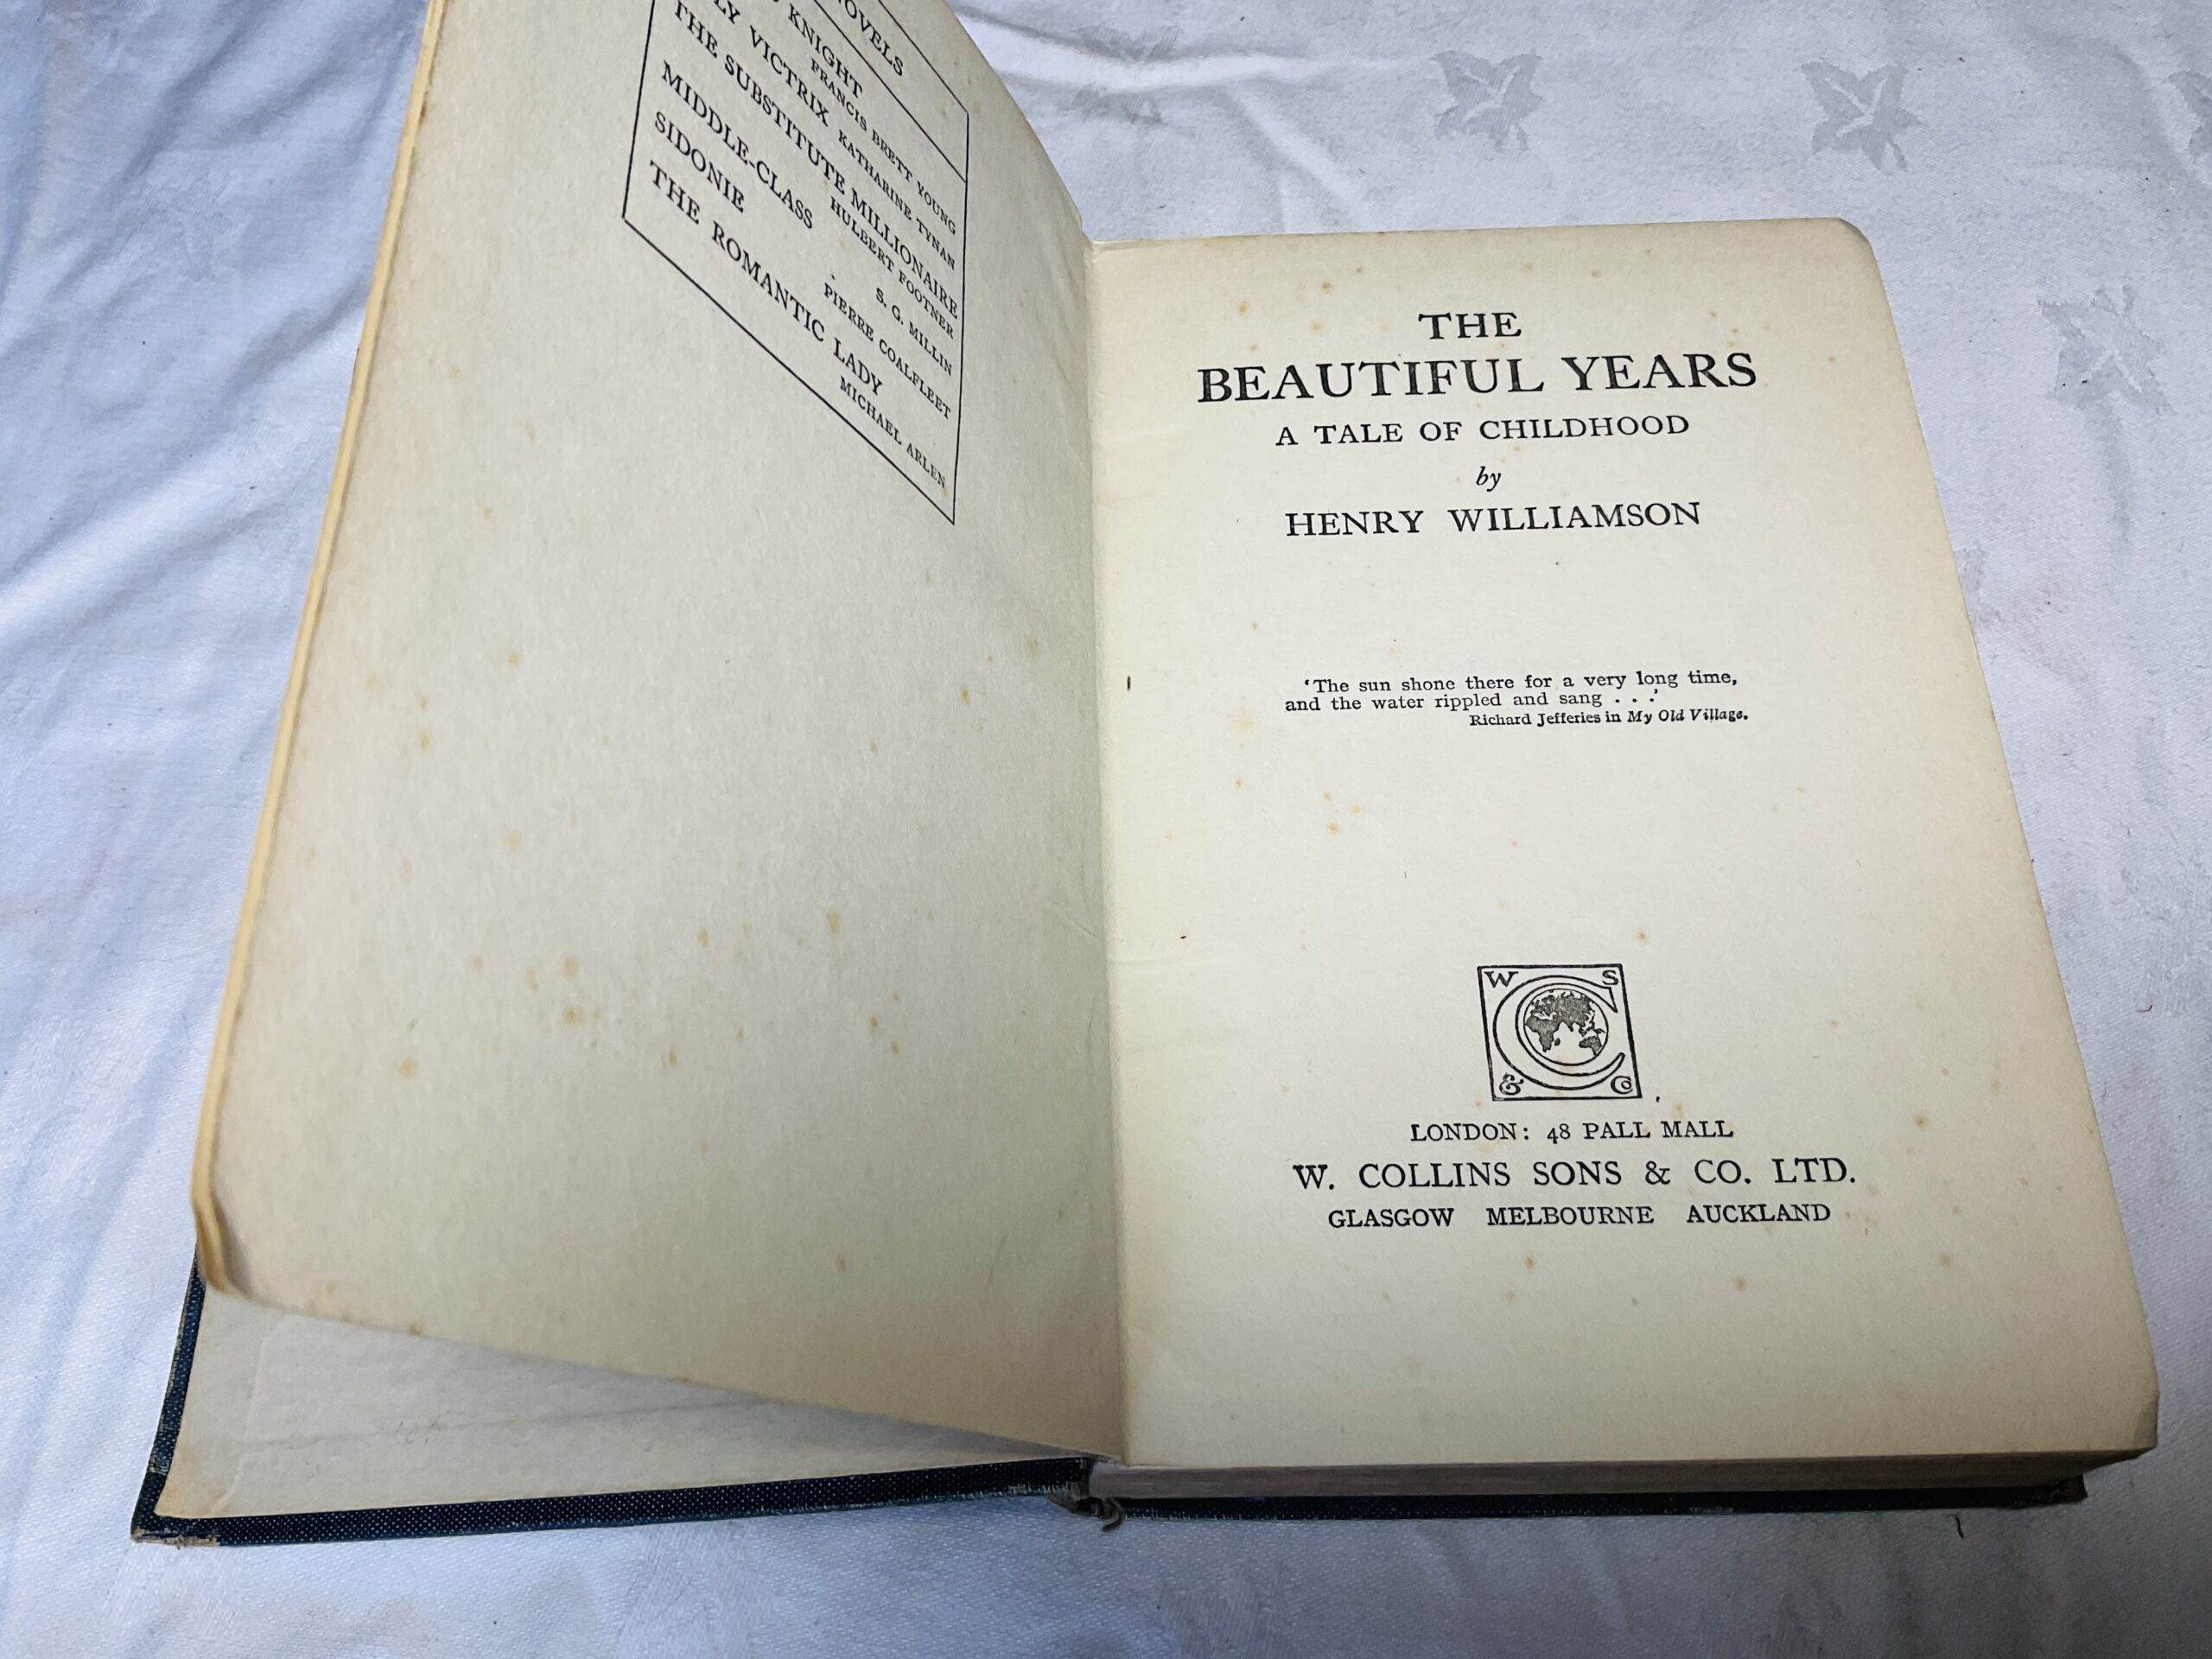 NOVELS
KNIGHT
FRANCIS BRETT YOUNG
LY VICTRIX KATHARINE TYNAN
THE SUBSTITUTE MILLIONAIRE
HULBERT FOOTNER
MIDDLE-CLASS S. G. MILLIN
SIDONIE PIERRE COALFLEET
THE ROMANTIC LADY
MICHAEL ARLEN
THE
BEAUTIFUL YEARS
A TALE OF CHILDHOOD
by
HENRY WILLIAMSON
‘The sun shone there for a very long time,
and the water rippled and sang . . .’
Richard Jefferies in My Old Village.
W S
C
& Co
LONDON: 48 PALL MALL
W. COLLINS SONS & CO. LTD.
GLASGOW MELBOURNE AUCKLAND